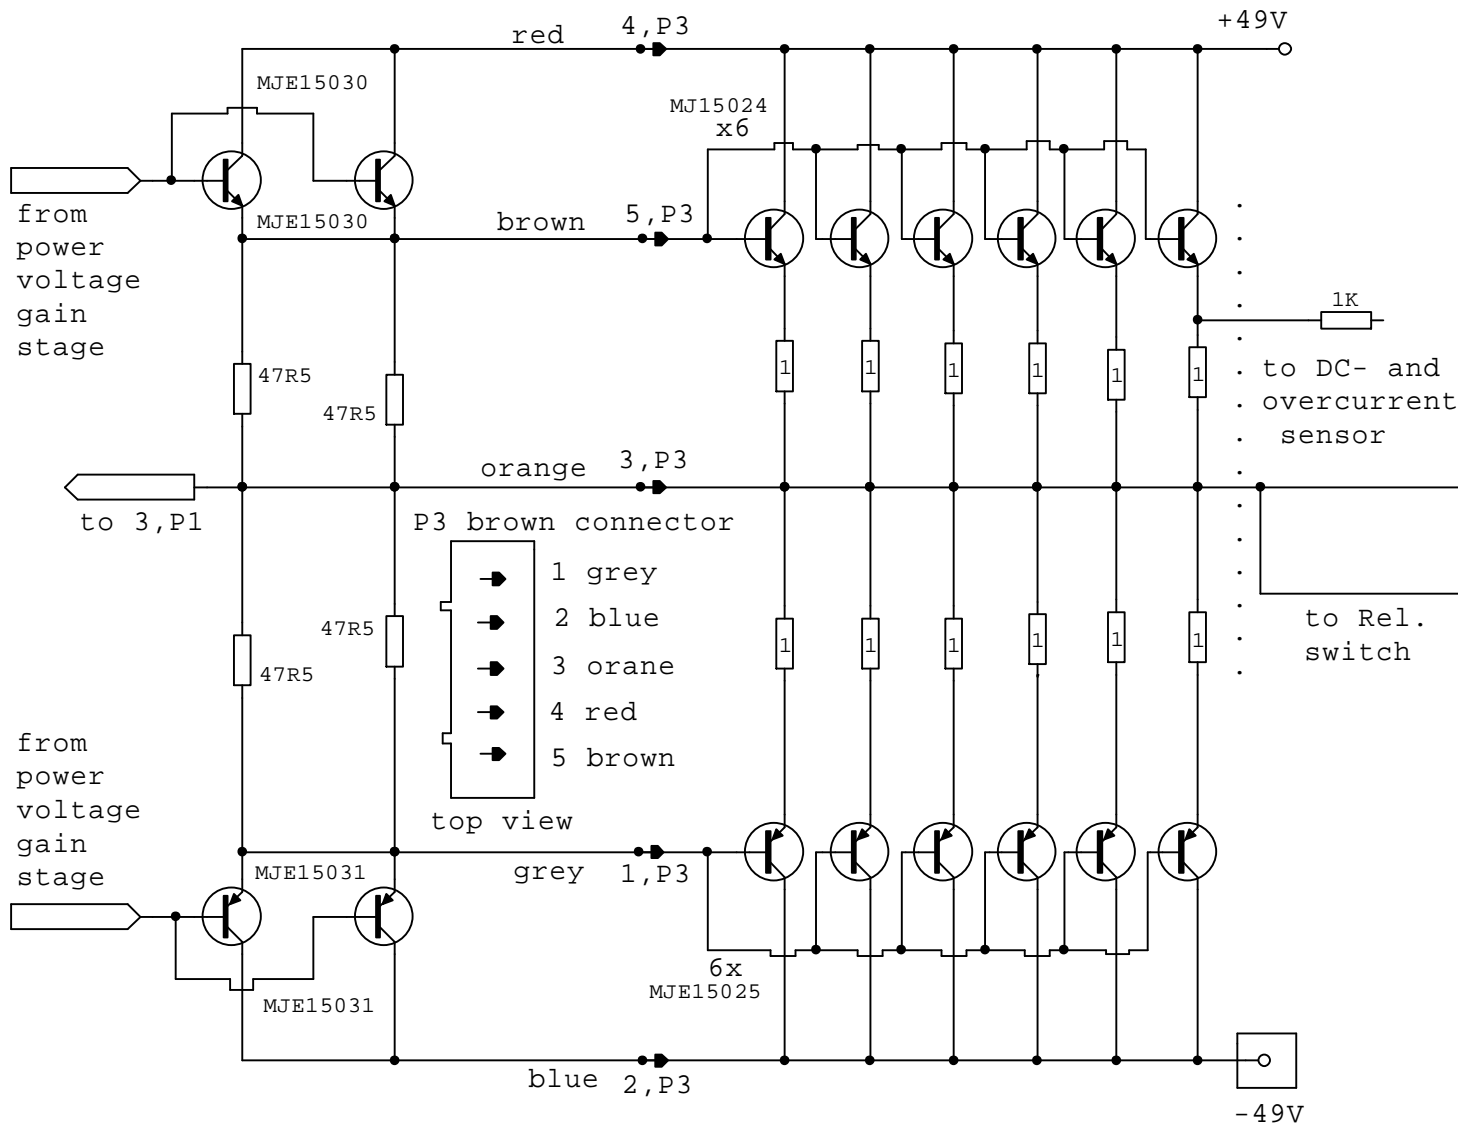 red
4,P3
+49V
MJE15030
MJ15024
x6
from
power
voltage
gain
stage
MJE15030
brown
5,P3
1K
47R5
47R5
1
1
1
1
1
1
to DC- and
overcurrent
sensor
orange
3,P3
to 3,P1
P3 brown connector
1 grey
2 blue
3 orane
4 red
5 brown
top view
47R5
47R5
1
1
1
1
1
1
to Rel.
switch
from
power
voltage
gain
stage
MJE15031
grey
1,P3
MJE15031
6x
MJE15025
blue
2,P3
-49V